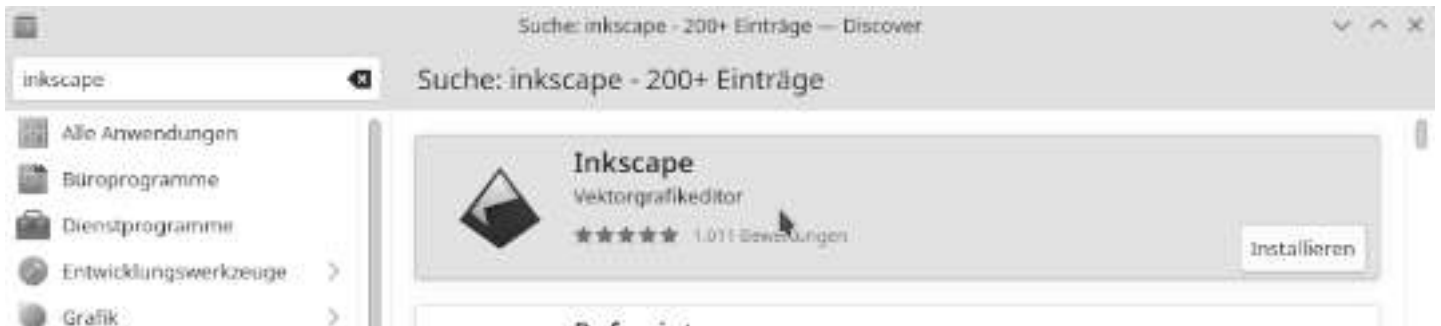 Suche: inkscape - 200+ Einträge — Discover
inkscape
Suche: inkscape - 200+ Einträge
Alle Anwendungen
Büroprogramme
Dienstprogramme
Entwicklungswerkzeuge
Grafik
Inkscape
Vektorgrafikeditor
1.011 Bewertungen
Installieren